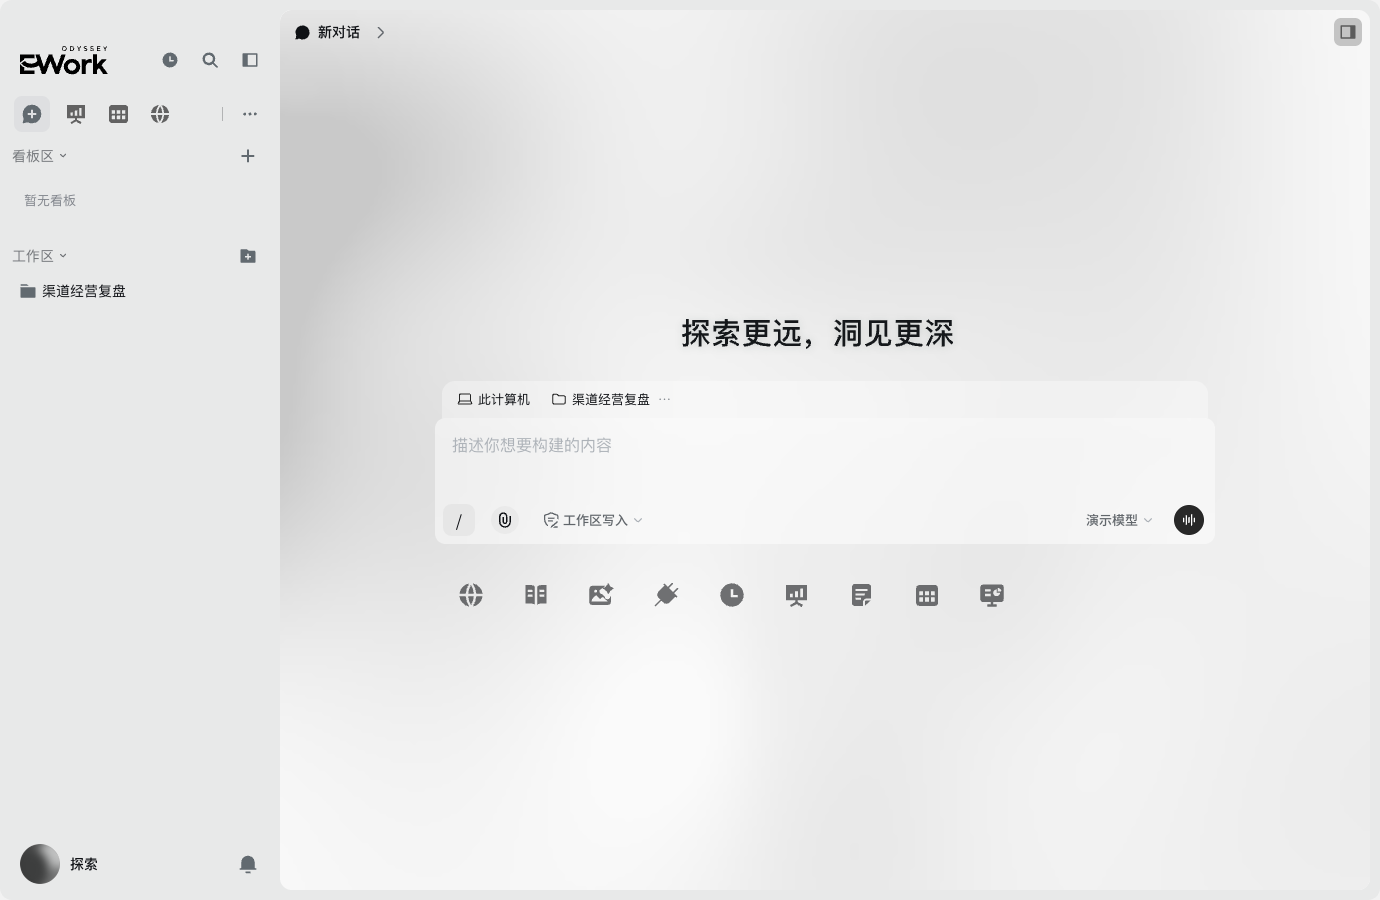 ODYSSEY
EWork
新对话
看板区
暂无看板
工作区
渠道经营复盘
探索更远，洞见更深
此计算机 渠道经营复盘 ···
描述你想要构建的内容
/ 工作区写入 演示模型
探索